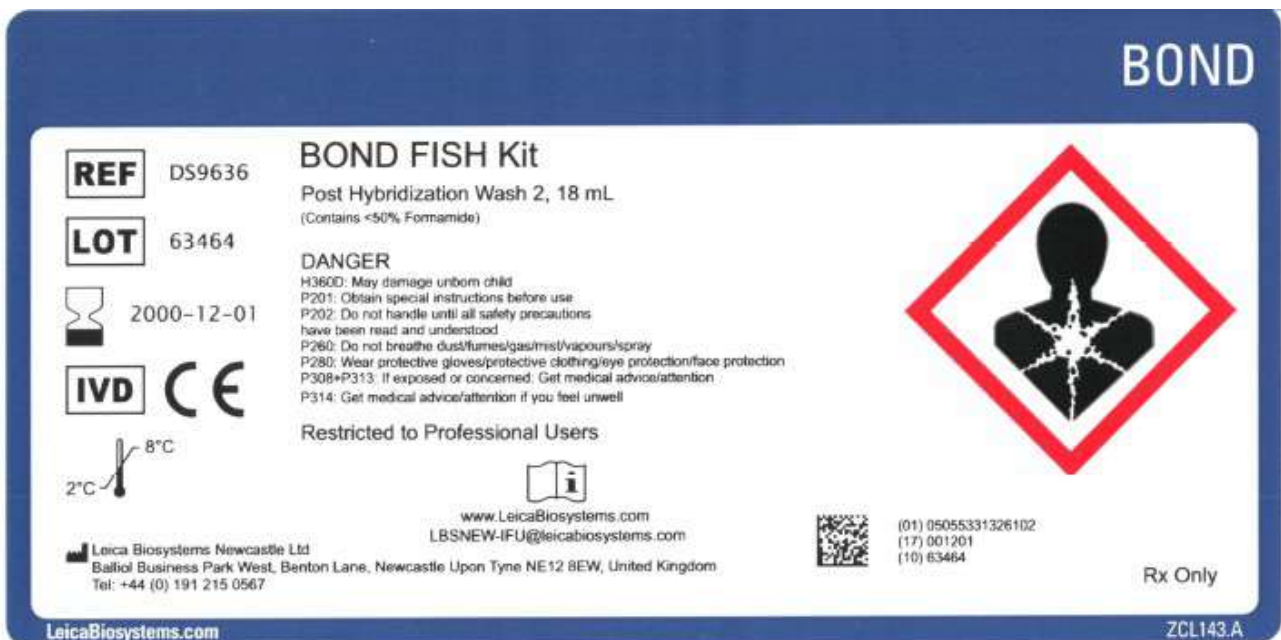 BOND
REF DS9636
LOT 63464
2000-12-01
IVD CE
8°C
2°C
BOND FISH Kit
Post Hybridization Wash 2, 18 mL
(Contains <50% Formamide)
DANGER
H360D: May damage unborn child
P201: Obtain special instructions before use
P202: Do not handle until all safety precautions
have been read and understood
P260: Do not breathe dust/fumes/gas/mist/vapours/spray
P280: Wear protective gloves/protective clothing/eye protection/face protection
P308+P313: If exposed or concerned: Get medical advice/attention
P314: Get medical advice/attention if you feel unwell
Restricted to Professional Users
i
www.LeicaBiosystems.com
LBSNEW-IFU@leicabiosystems.com
Leica Biosystems Newcastle Ltd
Balliol Business Park West, Benton Lane, Newcastle Upon Tyne NE12 8EW, United Kingdom
Tel: +44 (0) 191 215 0567
(01) 05055331326102
(17) 001201
(10) 63464
Rx Only
LeicaBiosystems.com
ZCL143.A